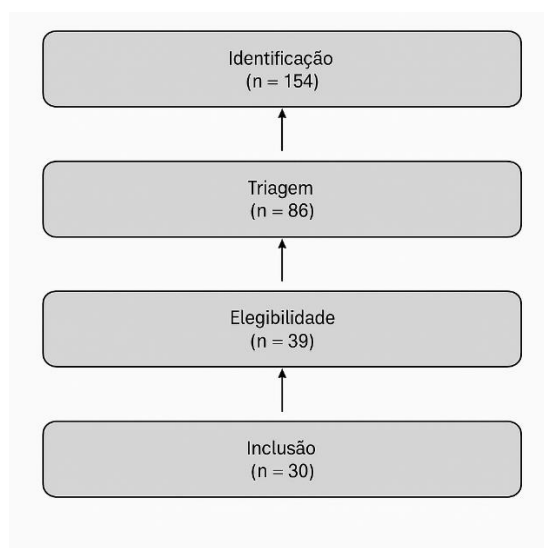 Identificação
(n = 154)
Triagem
(n = 86)
Elegibilidade
(n = 39)
Inclusão
(n = 30)